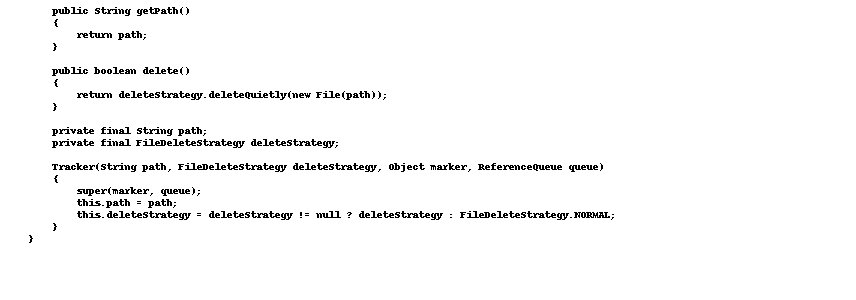 public String getPath()
{
return path;
}
public boolean delete()
{
return deleteStrategy.deleteQuietly(new File(path));
}
private final String path;
private final FileDeleteStrategy deleteStrategy;
Tracker(String path, FileDeleteStrategy deleteStrategy, Object marker, ReferenceQueue queue)
{
super(marker, queue);
this.path = path;
this.deleteStrategy = deleteStrategy != null ? deleteStrategy : FileDeleteStrategy.NORMAL;
}
}